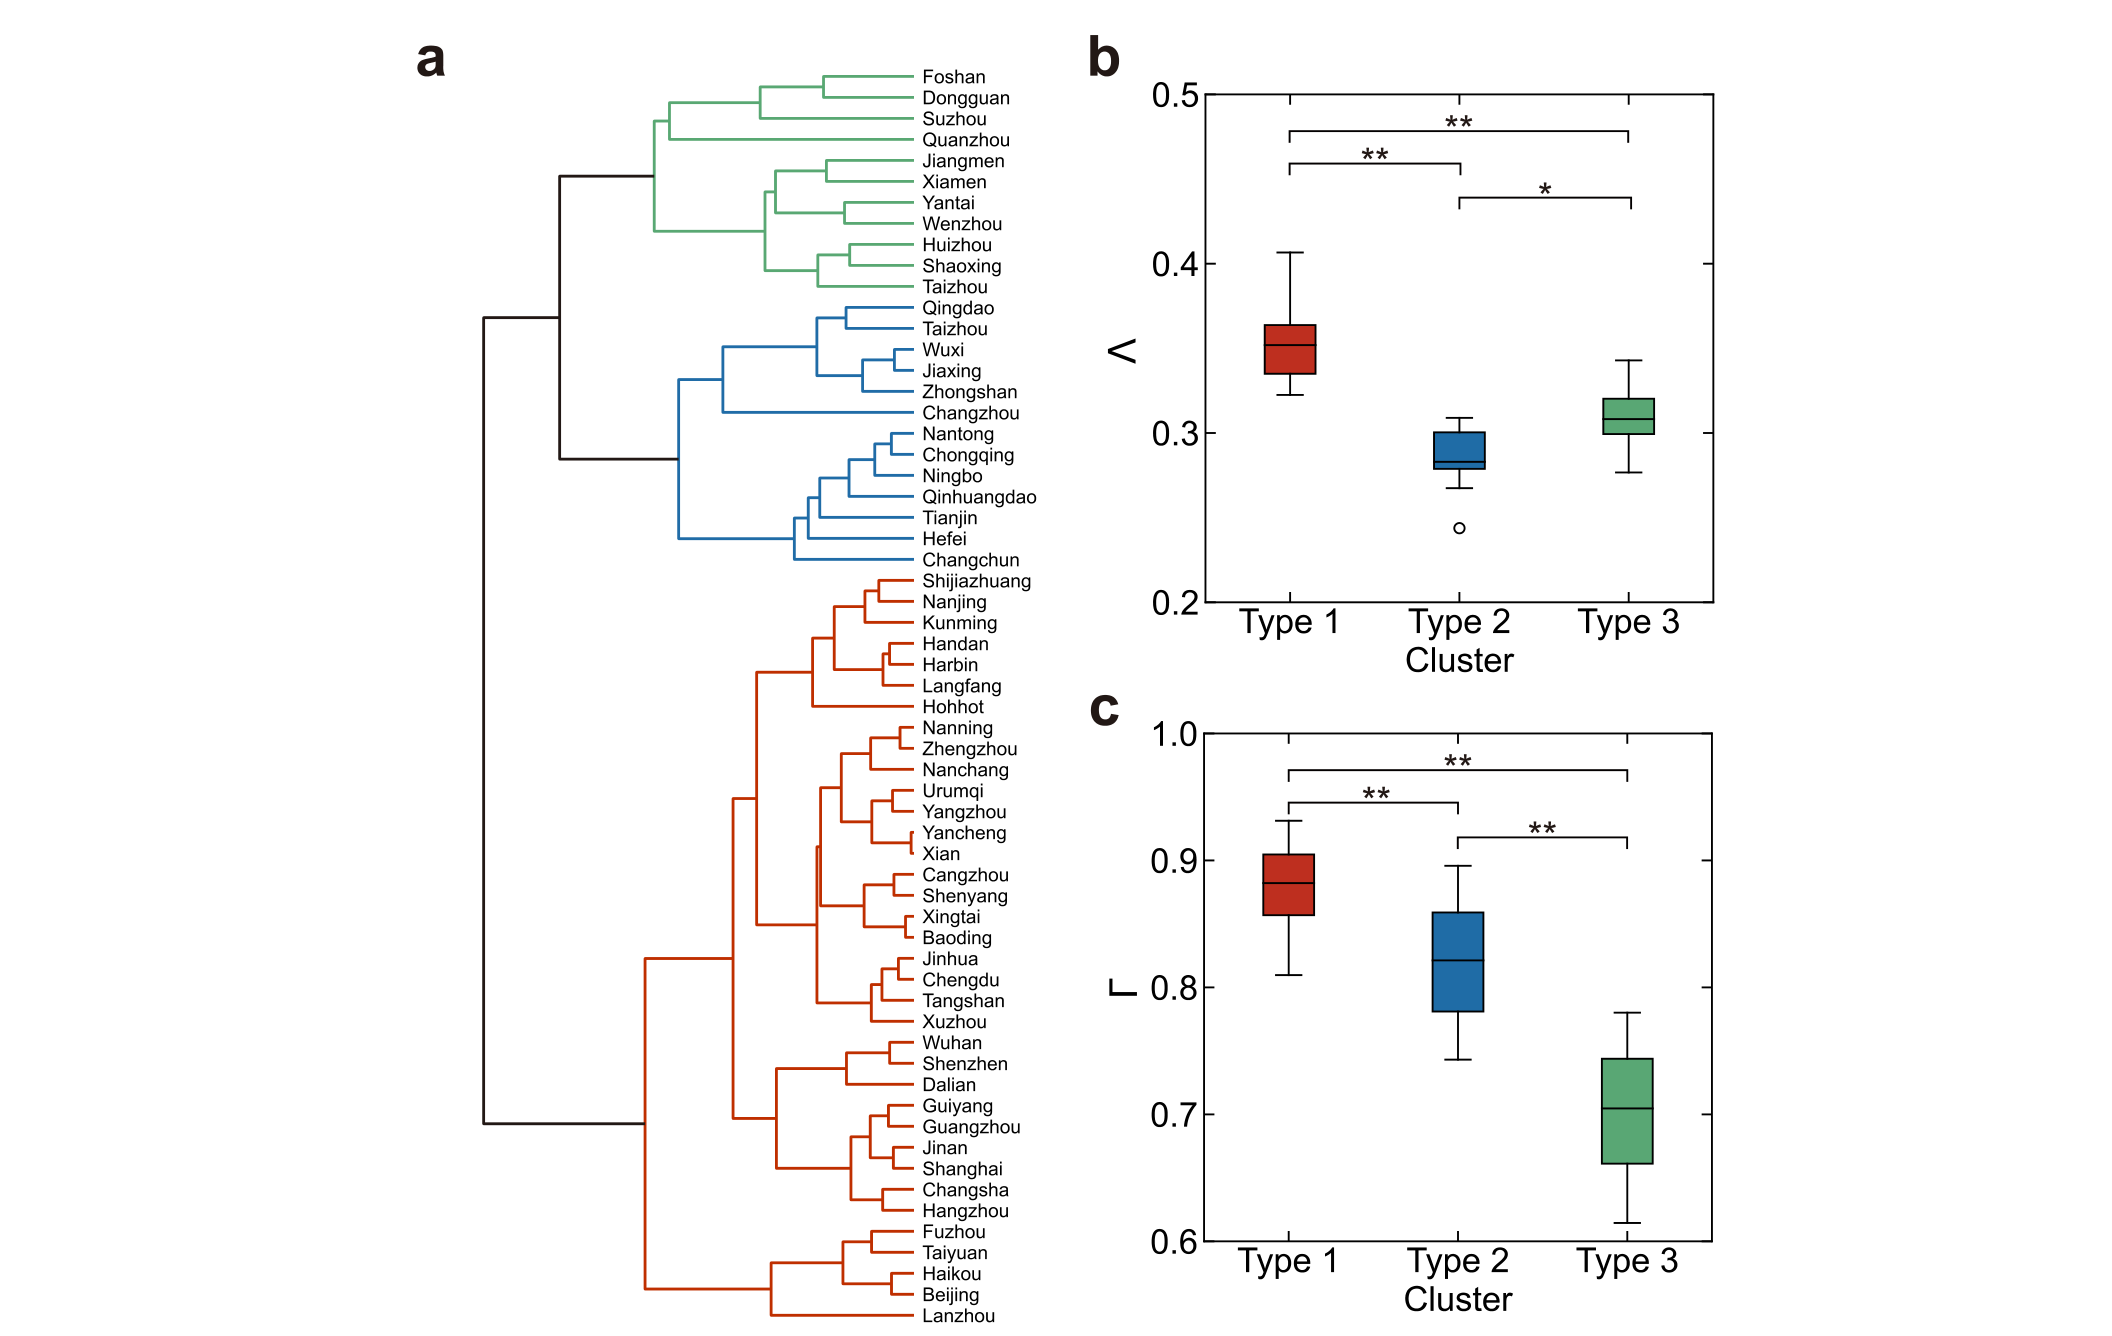 a
Foshan
Dongguan
Suzhou
Quanzhou
Jiangmen
Xiamen
Yantai
Wenzhou
Huizhou
Shaoxing
Taizhou
Qingdao
Taizhou
Wuxi
Jiaxing
Zhongshan
Changzhou
Nantong
Chongqing
Ningbo
Qinhuangdao
Tianjin
Hefei
Changchun
Shijiazhuang
Nanjing
Kunming
Handan
Harbin
Langfang
Hohhot
Nanning
Zhengzhou
Nanchang
Urumqi
Yangzhou
Yancheng
Xian
Cangzhou
Shenyang
Xingtai
Baoding
Jinhua
Chengdu
Tangshan
Xuzhou
Wuhan
Shenzhen
Dalian
Guiyang
Guangzhou
Jinan
Shanghai
Changsha
Hangzhou
Fuzhou
Taiyuan
Haikou
Beijing
Lanzhou
b
0.5
0.4
0.3
0.2
Λ
**
**
*
Type 1 Type 2 Type 3
Cluster
c
1.0
0.9
0.8
0.7
0.6
Γ
**
**
**
Type 1 Type 2 Type 3
Cluster